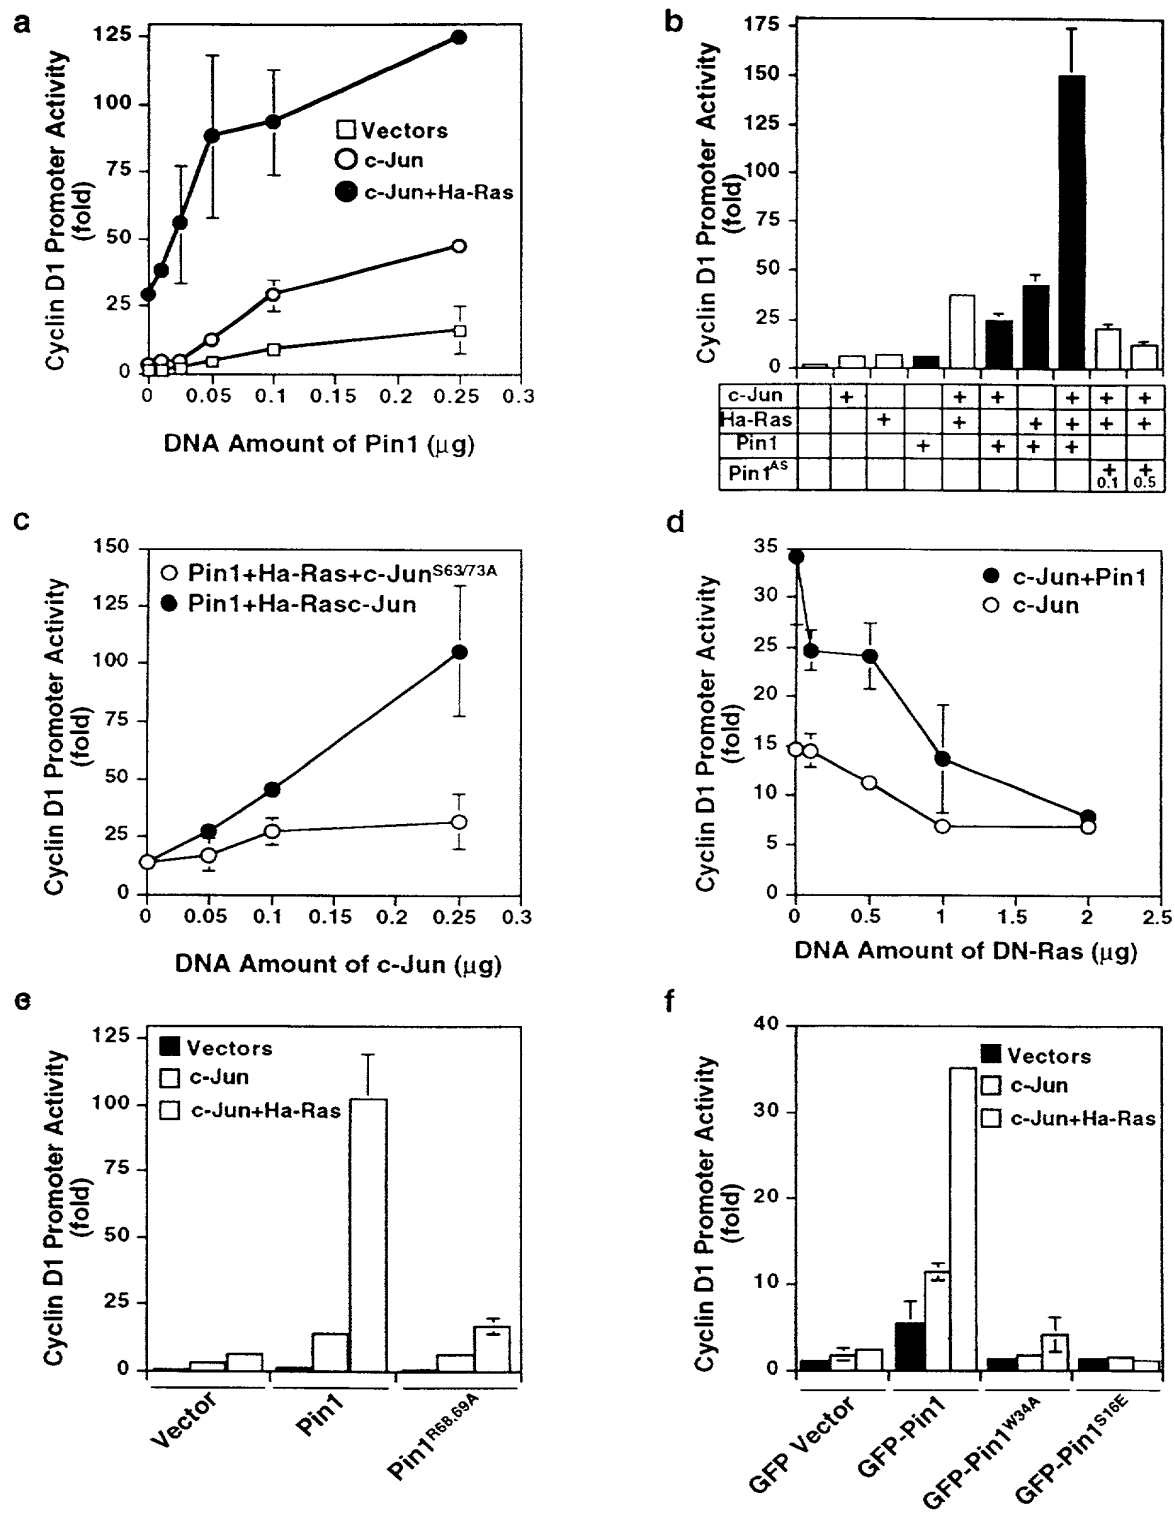 a
Cyclin D1 Promoter Activity
(fold)
125
100
75
50
25
0
Vectors
c-Jun
c-Jun+Ha-Ras
0 0.05 0.1 0.15 0.2 0.25 0.3
DNA Amount of Pin1 (µg)
b
Cyclin D1 Promoter Activity
(fold)
175
150
125
100
75
50
25
0
c-Jun + + + + + +
Ha-Ras + + + + + +
Pin1 + + + +
Pin1AS + +
0.1 0.5
c
Cyclin D1 Promoter Activity
(fold)
150
125
100
75
50
25
0
Pin1+Ha-Ras+c-JunS63/73A
Pin1+Ha-Rasc-Jun
0 0.05 0.1 0.15 0.2 0.25 0.3
DNA Amount of c-Jun (µg)
d
Cyclin D1 Promoter Activity
(fold)
35
30
25
20
15
10
5
0
c-Jun+Pin1
c-Jun
0 0.5 1 1.5 2 2.5
DNA Amount of DN-Ras (µg)
e
Cyclin D1 Promoter Activity
(fold)
125
100
75
50
25
0
Vectors
c-Jun
c-Jun+Ha-Ras
Vector
Pin1
Pin1R68,69A
f
Cyclin D1 Promoter Activity
(fold)
40
30
20
10
0
Vectors
c-Jun
c-Jun+Ha-Ras
GFP Vector
GFP-Pin1
GFP-Pin1W34A
GFP-Pin1S16E